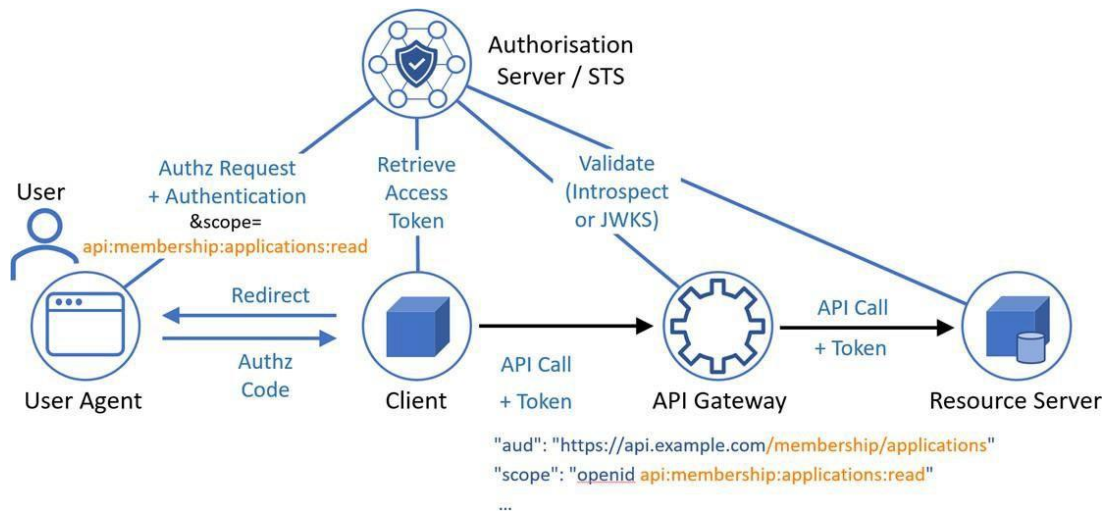 Authorisation
Server / STS
Authz Request
+ Authentication
&scope=
api:membership:applications:read
Retrieve
Access
Token
Validate
(Introspect
or JWKS)
User
Redirect
Authz
Code
API Call
+ Token
API Call
+ Token
User Agent
Client
API Gateway
Resource Server
"aud": "https://api.example.com/membership/applications"
"scope": "openid api:membership:applications:read"
...